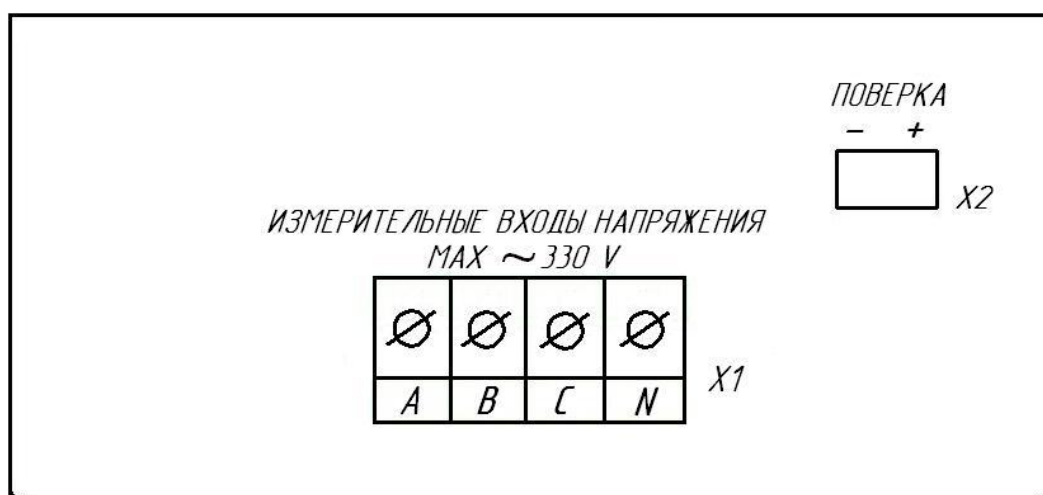 ПОВЕРКА
– +
X2
ИЗМЕРИТЕЛЬНЫЕ ВХОДЫ НАПРЯЖЕНИЯ
MAX ~ 330 V
A B C N
X1